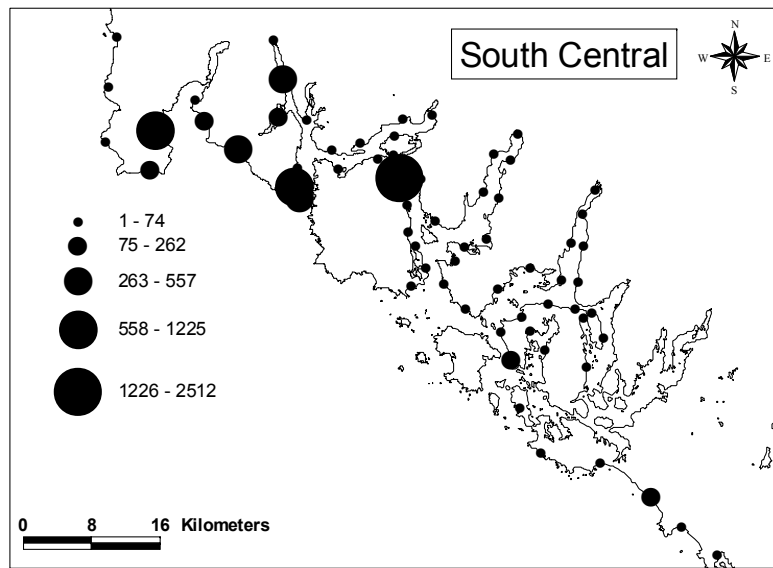 South Central
N
W E
S
1 - 74
75 - 262
263 - 557
558 - 1225
1226 - 2512
0 8 16 Kilometers